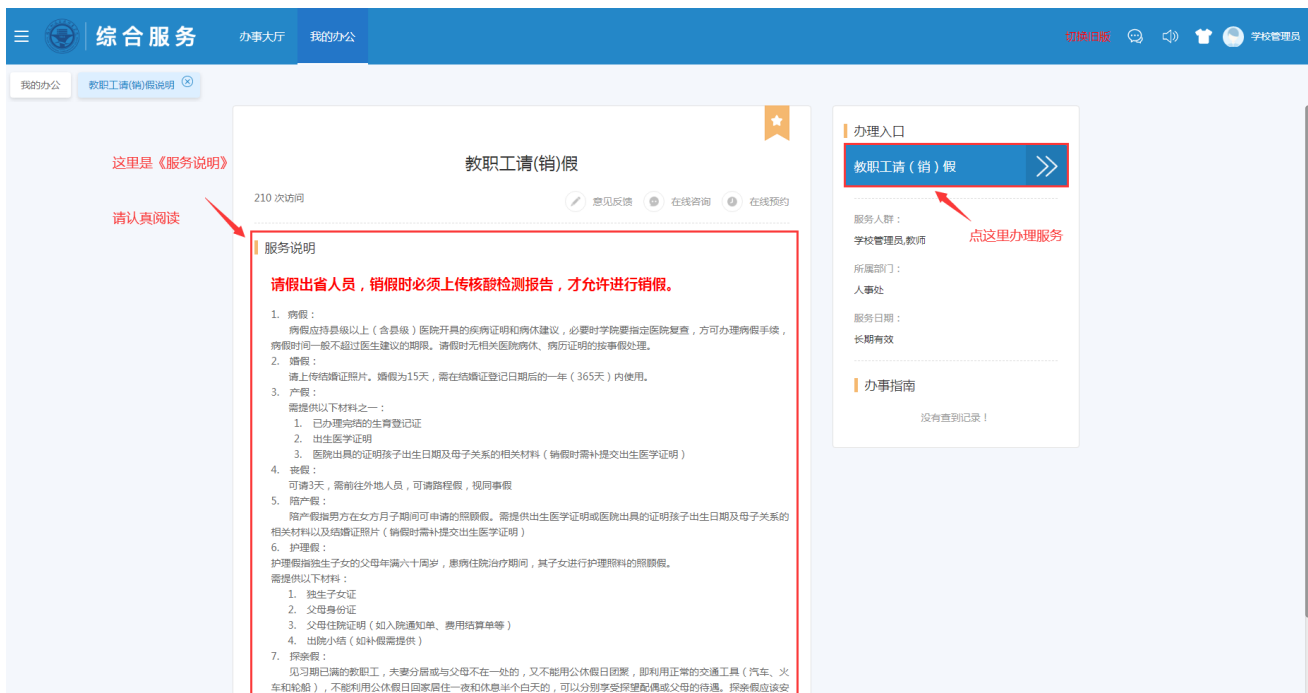 综合服务
办事大厅
我的办公
切换旧版
学校管理员
我的办公
教职工请(销)假说明
这里是《服务说明》
请认真阅读
教职工请(销)假
210 次访问
意见反馈
在线咨询
在线预约
服务说明
请假出省人员，销假时必须上传核酸检测报告，才允许进行销假。
1. 病假：
病假应持县级以上（含县级）医院开具的疾病证明和病休建议，必要时学院要指定医院复查，方可办理病假手续，
病假时间一般不超过医生建议的期限。请假时无相关医院病休、病历证明的按事假处理。
2. 婚假：
请上传结婚证照片。婚假为15天，需在结婚证登记日期后的一年（365天）内使用。
3. 产假：
需提供以下材料之一：
1. 已办理完结的生育登记证
2. 出生医学证明
3. 医院出具的证明孩子出生日期及母子关系的相关材料（销假时需补提交出生医学证明）
4. 丧假：
可请3天，需前往外地人员，可请路程假，视同事假
5. 陪产假：
陪产假指男方在女方月子期间可申请的照顾假。需提供出生医学证明或医院出具的证明孩子出生日期及母子关系的
相关材料以及结婚证照片（销假时需补提交出生医学证明）
6. 护理假：
护理假指独生子女的父母年满六十周岁，患病住院治疗期间，其子女进行护理照料的照顾假。
需提供以下材料：
1. 独生子女证
2. 父母身份证
3. 父母住院证明（如入院通知单、费用结算单等）
4. 出院小结（如补假需提供）
7. 探亲假：
见习期已满的教职工，夫妻分居或与父母不在一处的，又不能用公休假日团聚，即利用正常的交通工具（汽车、火
车和轮船），不能利用公休假日回家居住一夜和休息半个白天的，可以分别享受探望配偶或父母的待遇。探亲假应该安
办理入口
教职工请（销）假
点这里办理服务
服务人群：
学校管理员,教师
所属部门：
人事处
服务日期：
长期有效
办事指南
没有查到记录！